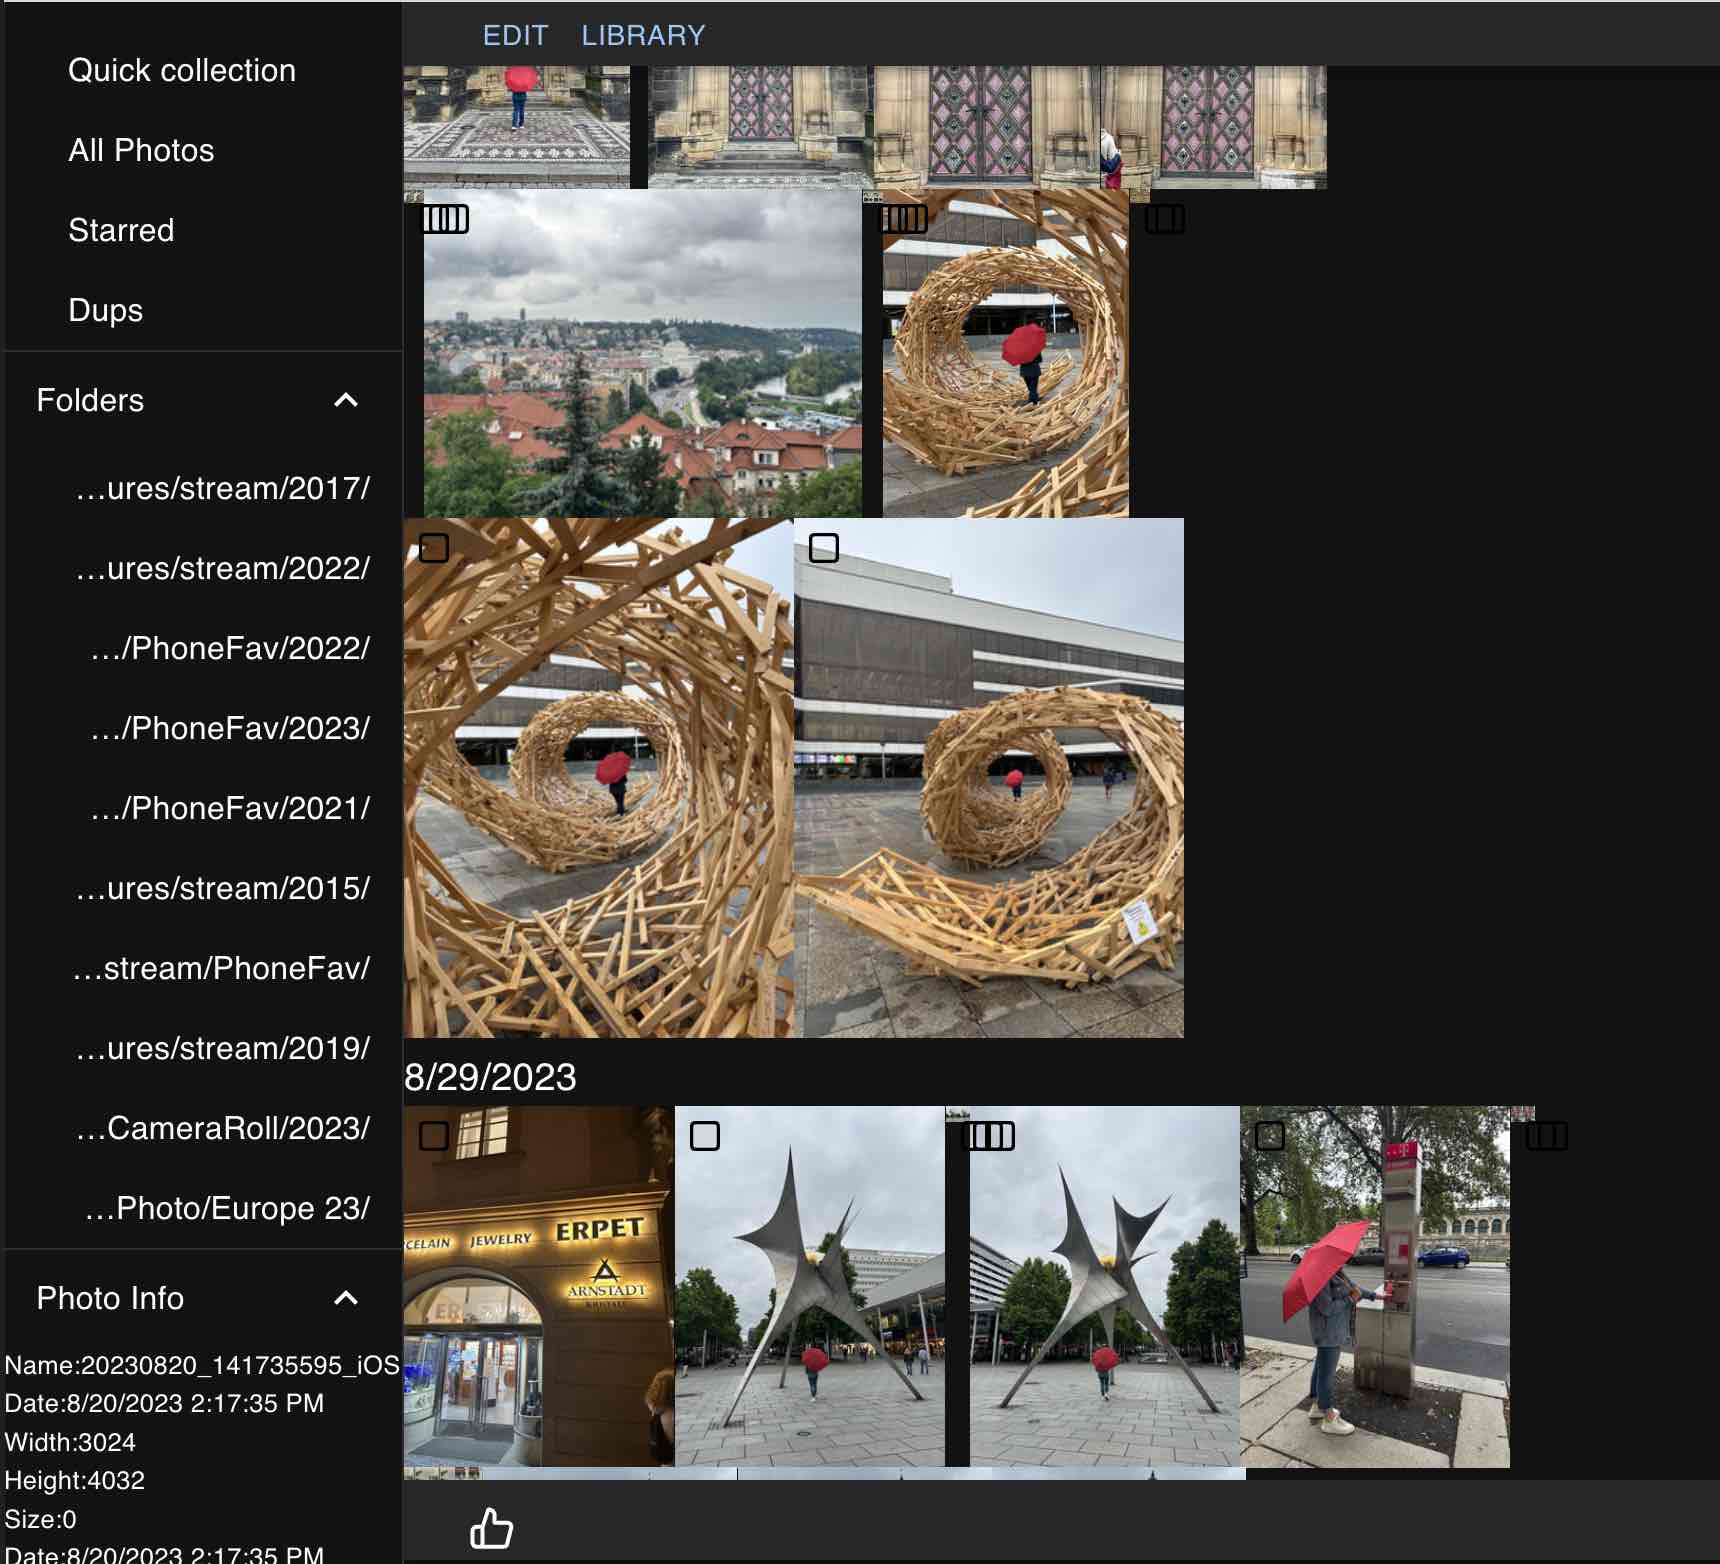 EDIT LIBRARY
Quick collection
All Photos
Starred
Dups
Folders
...ures/stream/2017/
...ures/stream/2022/
.../PhoneFav/2022/
.../PhoneFav/2023/
.../PhoneFav/2021/
...ures/stream/2015/
...stream/PhoneFav/
...ures/stream/2019/
...CameraRoll/2023/
...Photo/Europe 23/
Photo Info
Name:20230820_141735595_iOS
Date:8/20/2023 2:17:35 PM
Width:3024
Height:4032
Size:0
Date:8/20/2023 2:17:35 PM
8/29/2023
CELAIN JEWELRY ERPET
ARNSTADT
KRISTALL